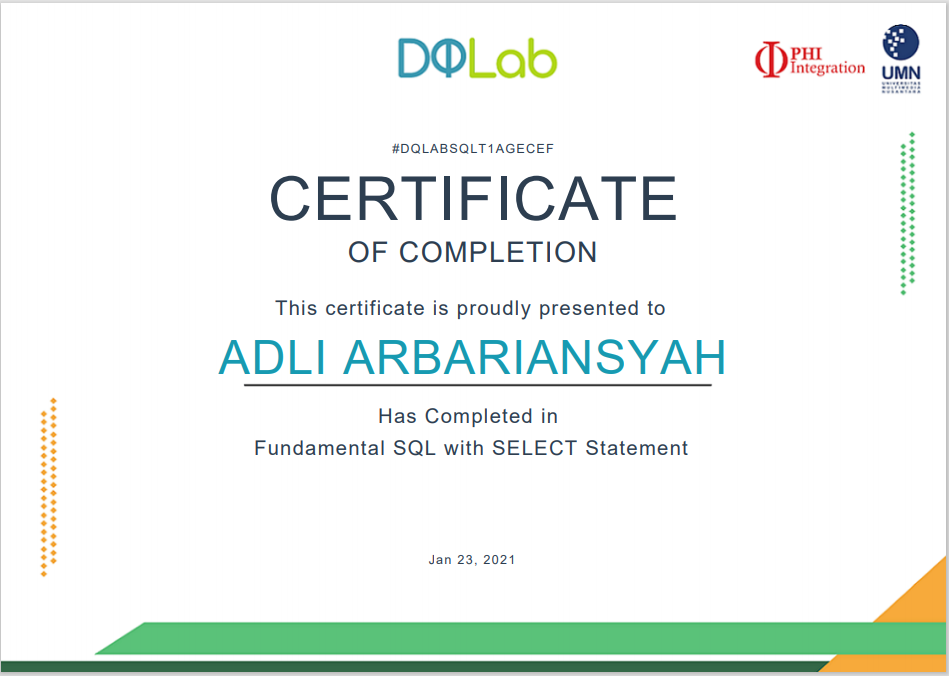 DQLab
PHI
Integration
UMN
UNIVERSITAS
MULTIMEDIA
NUSANTARA
#DQLABSQLT1AGECEF
CERTIFICATE
OF COMPLETION
This certificate is proudly presented to
ADLI ARBARIANSYAH
Has Completed in
Fundamental SQL with SELECT Statement
Jan 23, 2021